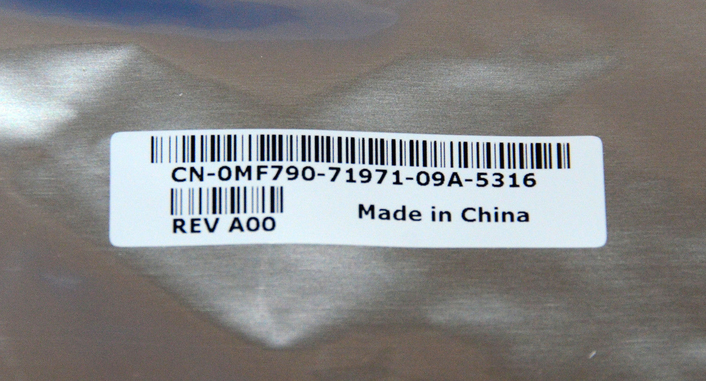 CN-0MF790-71971-09A-5316
REV A00
Made in China